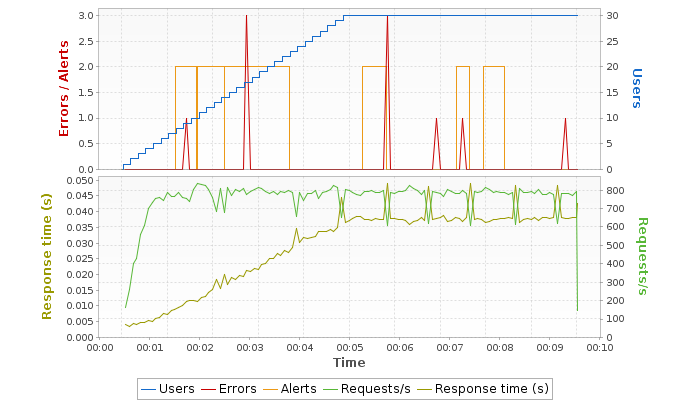 3.0 30
2.5 25
2.0 20
1.5 15
1.0 10
0.5 5
0.0 0
Errors / Alerts
Users
0.050
0.045 800
0.040 700
0.035 600
0.030 500
0.025 400
0.020 300
0.015 200
0.010 100
0.005
0.000 0
Response time (s)
Requests/s
00:00 00:01 00:02 00:03 00:04 00:05 00:06 00:07 00:08 00:09 00:10
Time
Users Errors Alerts Requests/s Response time (s)